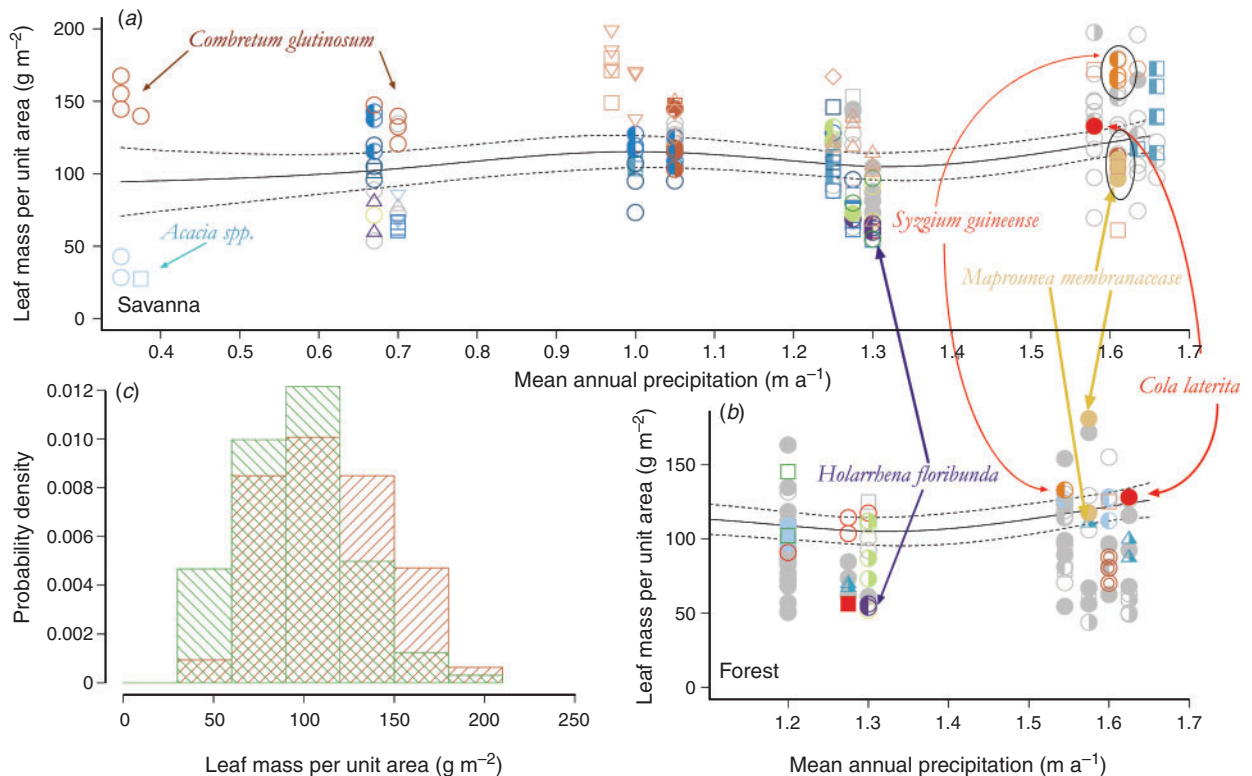 (a)
Leaf mass per unit area (g m−2)
200
150
100
50
0
Combretum glutinosum
Acacia spp.
Savanna
Syzgium guineense
Maprounea membranacease
0.4 0.5 0.6 0.7 0.8 0.9 1.0 1.1 1.2 1.3 1.4 1.5 1.6 1.7
Mean annual precipitation (m a−1)
(c)
Probability density
0.012
0.010
0.008
0.006
0.004
0.002
0
0 50 100 150 200 250
Leaf mass per unit area (g m−2)
(b)
Leaf mass per unit area (g m−2)
150
100
50
0
Cola laterita
Holarrhena floribunda
Forest
1.2 1.3 1.4 1.5 1.6 1.7
Mean annual precipitation (m a−1)